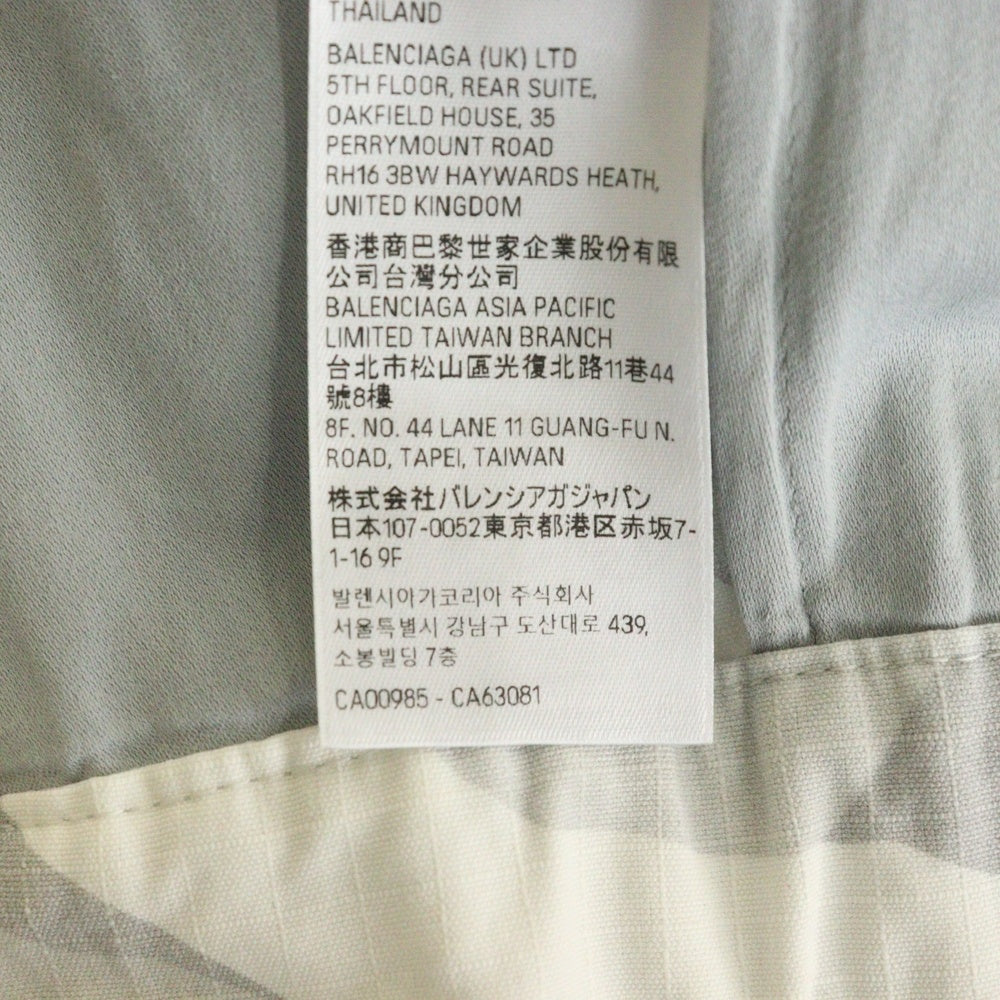 THAILAND
BALENCIAGA (UK) LTD
5TH FLOOR, REAR SUITE,
OAKFIELD HOUSE, 35
PERRYMOUNT ROAD
RH16 3BW HAYWARDS HEATH,
UNITED KINGDOM
香港商巴黎世家企業股份有限
公司台灣分公司
BALENCIAGA ASIA PACIFIC
LIMITED TAIWAN BRANCH
台北市松山區光復北路11巷44
號8樓
8F. NO. 44 LANE 11 GUANG-FU N.
ROAD, TAPEI, TAIWAN
株式会社バレンシアガジャパン
日本107-0052東京都港区赤坂7-
1-16 9F
발렌시아가코리아 주식회사
서울특별시 강남구 도산대로 439,
소봉빌딩 7층
CA00985 - CA63081